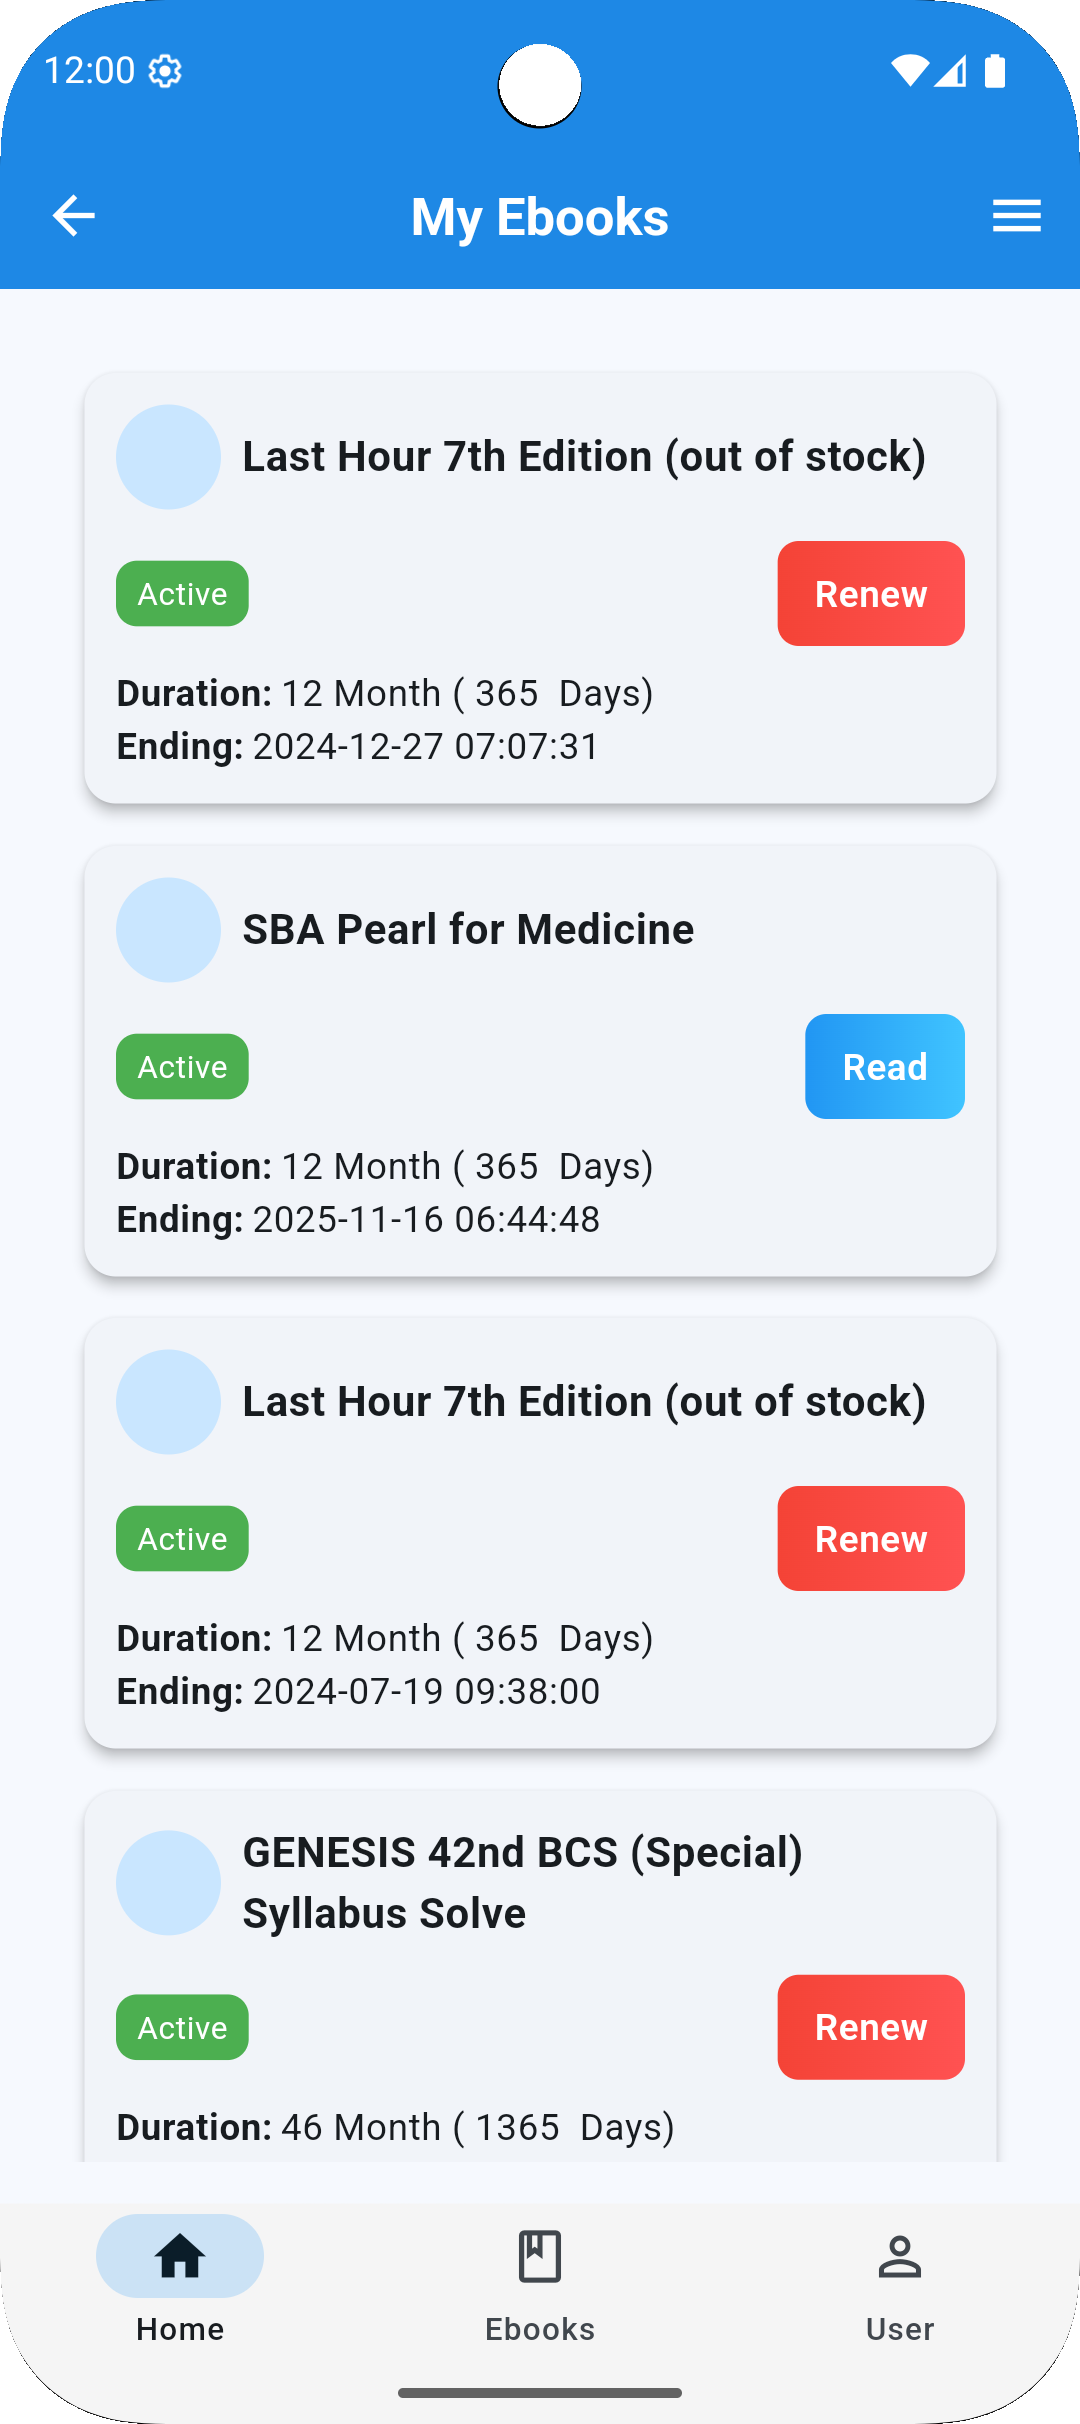 12:00
My Ebooks
Last Hour 7th Edition (out of stock)
Active
Renew
Duration: 12 Month ( 365  Days)
Ending: 2024-12-27 07:07:31
SBA Pearl for Medicine
Active
Read
Duration: 12 Month ( 365  Days)
Ending: 2025-11-16 06:44:48
Last Hour 7th Edition (out of stock)
Active
Renew
Duration: 12 Month ( 365  Days)
Ending: 2024-07-19 09:38:00
GENESIS 42nd BCS (Special)
Syllabus Solve
Active
Renew
Duration: 46 Month ( 1365  Days)
Home
Ebooks
User